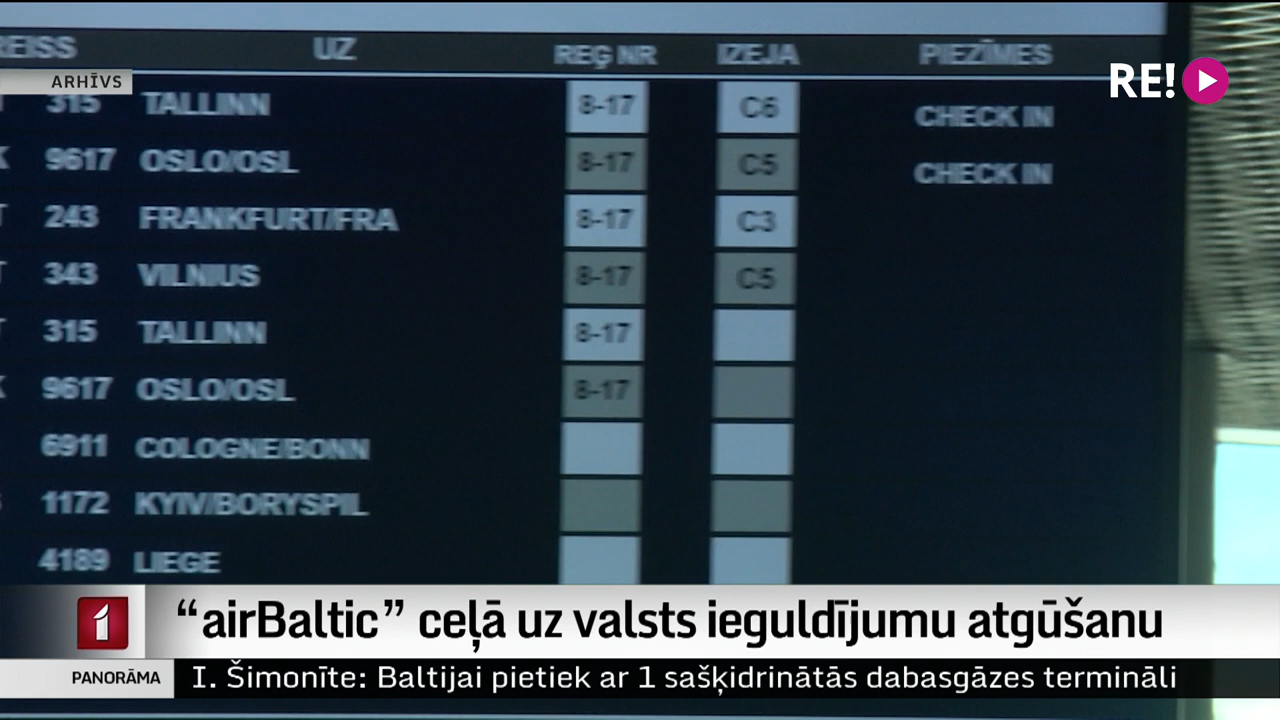 REISS UZ REĢ NR IZEJA PIEZĪMES
ARHĪVS
RE!
315 TALLINN 8-17 C6 CHECK IN
9617 OSLO/OSL 8-17 C5 CHECK IN
243 FRANKFURT/FRA 8-17 C3
343 VILNIUS 8-17 C5
315 TALLINN 8-17
9617 OSLO/OSL 8-17
6911 COLOGNE/BONN
1172 KYIV/BORYSPIL
4189 LIEGE
1 “airBaltic” ceļā uz valsts ieguldījumu atgūšanu
PANORĀMA I. Šimonīte: Baltijai pietiek ar 1 sašķidrinātās dabasgāzes termināli